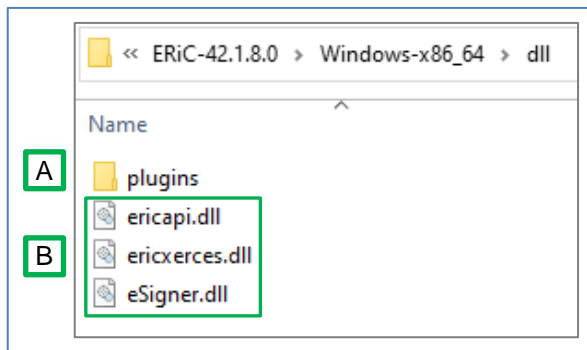 « ERiC-42.1.8.0 > Windows-x86_64 > dll
Name
A plugins
ericapi.dll
B ericxerces.dll
eSigner.dll